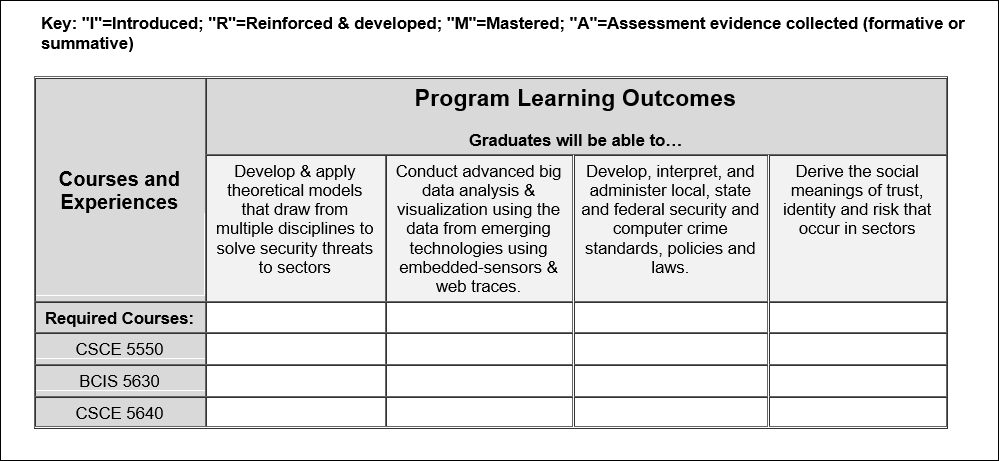 Key: "I"=Introduced; "R"=Reinforced & developed; "M"=Mastered; "A"=Assessment evidence collected (formative or
summative)
Courses and
Experiences
Program Learning Outcomes
Graduates will be able to…
Develop & apply
theoretical models
that draw from
multiple disciplines to
solve security threats
to sectors
Conduct advanced big
data analysis &
visualization using the
data from emerging
technologies using
embedded-sensors &
web traces.
Develop, interpret, and
administer local, state
and federal security and
computer crime
standards, policies and
laws.
Derive the social
meanings of trust,
identity and risk that
occur in sectors
Required Courses:
CSCE 5550
BCIS 5630
CSCE 5640